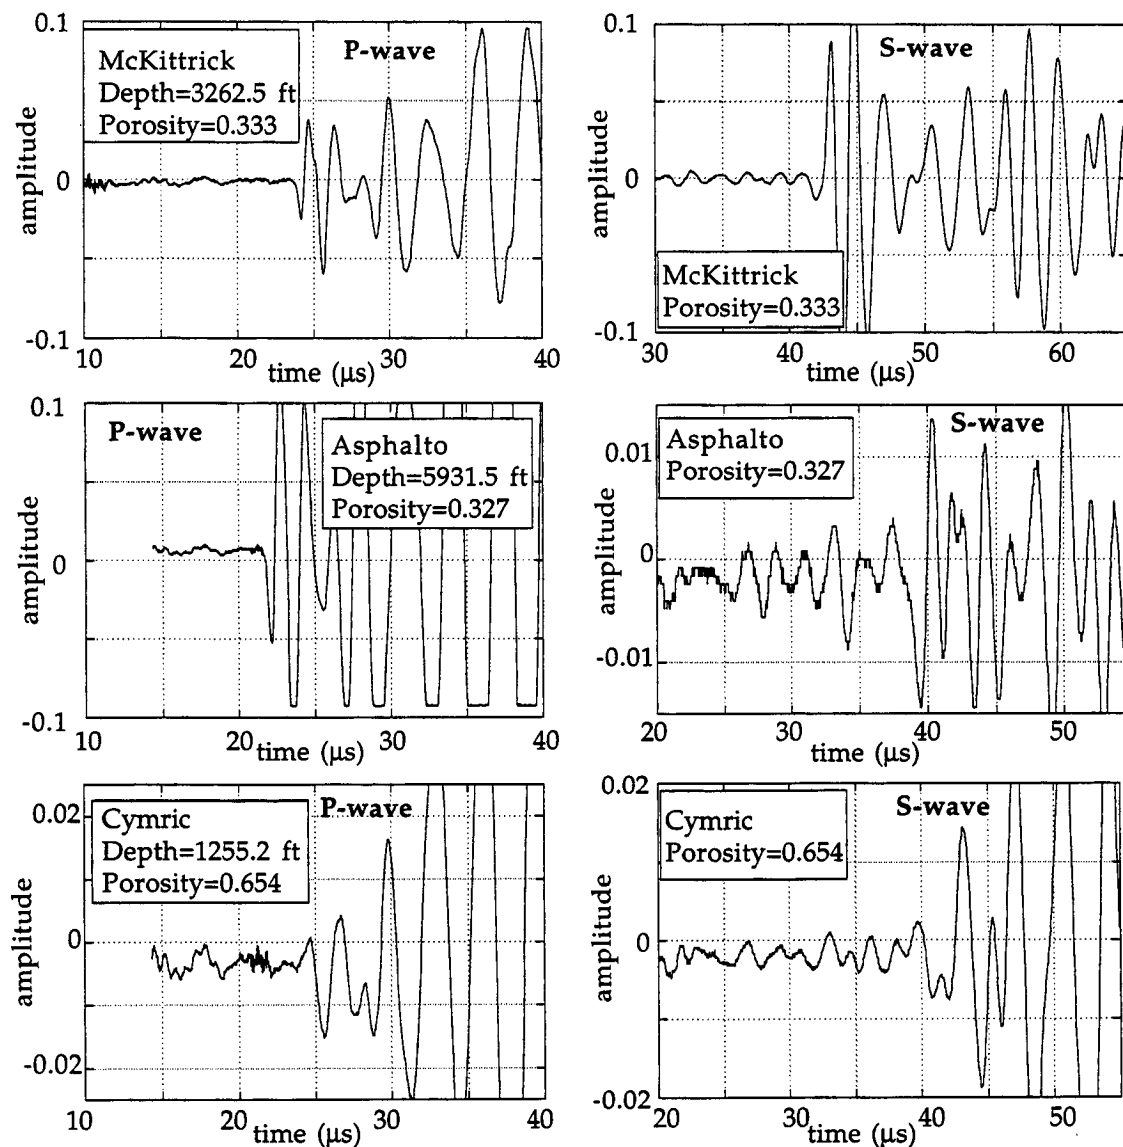 0.1
P-wave
McKittrick
Depth=3262.5 ft
Porosity=0.333
amplitude
0
-0.1
10 20 30 40
time (μs)
0.1
S-wave
amplitude
0
McKittrick
Porosity=0.333
-0.1
30 40 50 60
time (μs)
0.1
P-wave
Asphalto
Depth=5931.5 ft
Porosity=0.327
amplitude
0
-0.1
10 20 30 40
time (μs)
S-wave
Asphalto
Porosity=0.327
0.01
amplitude
0
-0.01
20 30 40 50
time (μs)
0.02
P-wave
Cymric
Depth=1255.2 ft
Porosity=0.654
amplitude
0
-0.02
10 20 30 40
time (μs)
0.02
S-wave
Cymric
Porosity=0.654
amplitude
0
-0.02
20 30 40 50
time (μs)